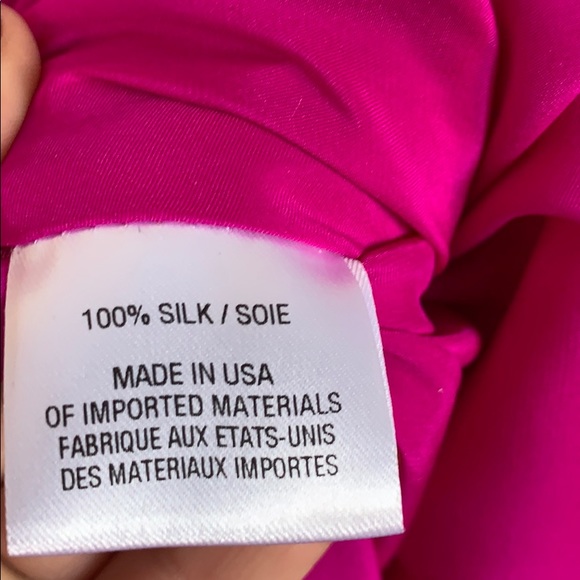 100% SILK / SOIE
MADE IN USA
OF IMPORTED MATERIALS
FABRIQUE AUX ETATS-UNIS
DES MATERIAUX IMPORTES